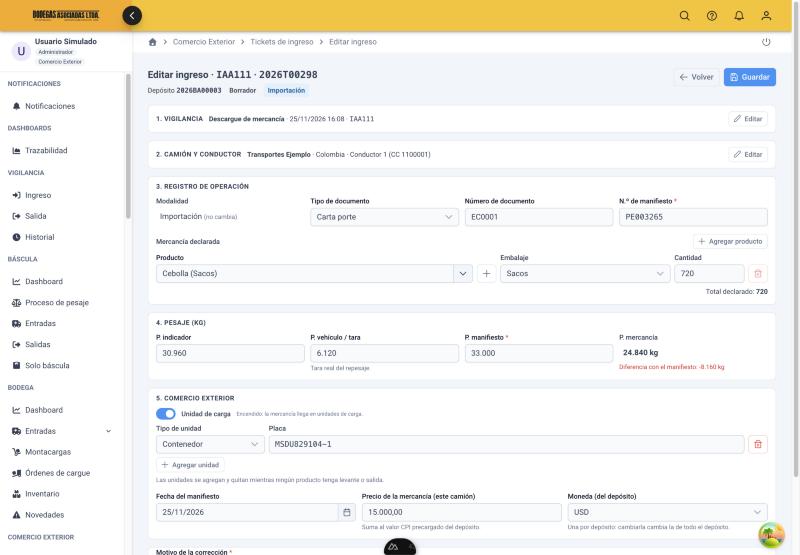 BODEGAS ASOCIADAS LTDA.
U
Usuario Simulado
Administrador
Comercio Exterior
NOTIFICACIONES
Notificaciones
DASHBOARDS
Trazabilidad
VIGILANCIA
Ingreso
Salida
Historial
BÁSCULA
Dashboard
Proceso de pesaje
Entradas
Salidas
Solo báscula
BODEGA
Dashboard
Entradas
Montacargas
Órdenes de cargue
Inventario
Novedades
COMERCIO EXTERIOR
Comercio Exterior > Tickets de ingreso > Editar ingreso
Editar ingreso · IAA111 · 2026T00298
Volver
Guardar
Depósito 2026BA00003 Borrador Importación
1. VIGILANCIA Descargue de mercancía · 25/11/2026 16:08 · IAA111
Editar
2. CAMIÓN Y CONDUCTOR Transportes Ejemplo · Colombia · Conductor 1 (CC 1100001)
Editar
3. REGISTRO DE OPERACIÓN
Modalidad Tipo de documento Número de documento N.º de manifiesto *
Importación (no cambia) Carta porte EC0001 PE003265
Mercancía declarada
Agregar producto
Producto Embalaje Cantidad
Cebolla (Sacos) Sacos 720
Total declarado: 720
4. PESAJE (KG)
P. indicador P. vehículo / tara P. manifiesto * P. mercancía
30.960 6.120 33.000 24.840 kg
Tara real del repesaje.
Diferencia con el manifiesto: -8.160 kg
5. COMERCIO EXTERIOR
Unidad de carga Encendido: la mercancía llega en unidades de carga.
Tipo de unidad Placa
Contenedor MSDU829104-1
Agregar unidad
Las unidades se agregan y quitan mientras ningún producto tenga levante o salida.
Fecha del manifiesto Precio de la mercancía (este camión) Moneda (del depósito)
25/11/2026 15.000,00 USD
Suma al valor CPI precargado del depósito. Una por depósito: cambiarla cambia la de todo el depósito.
Motivo de la corrección *